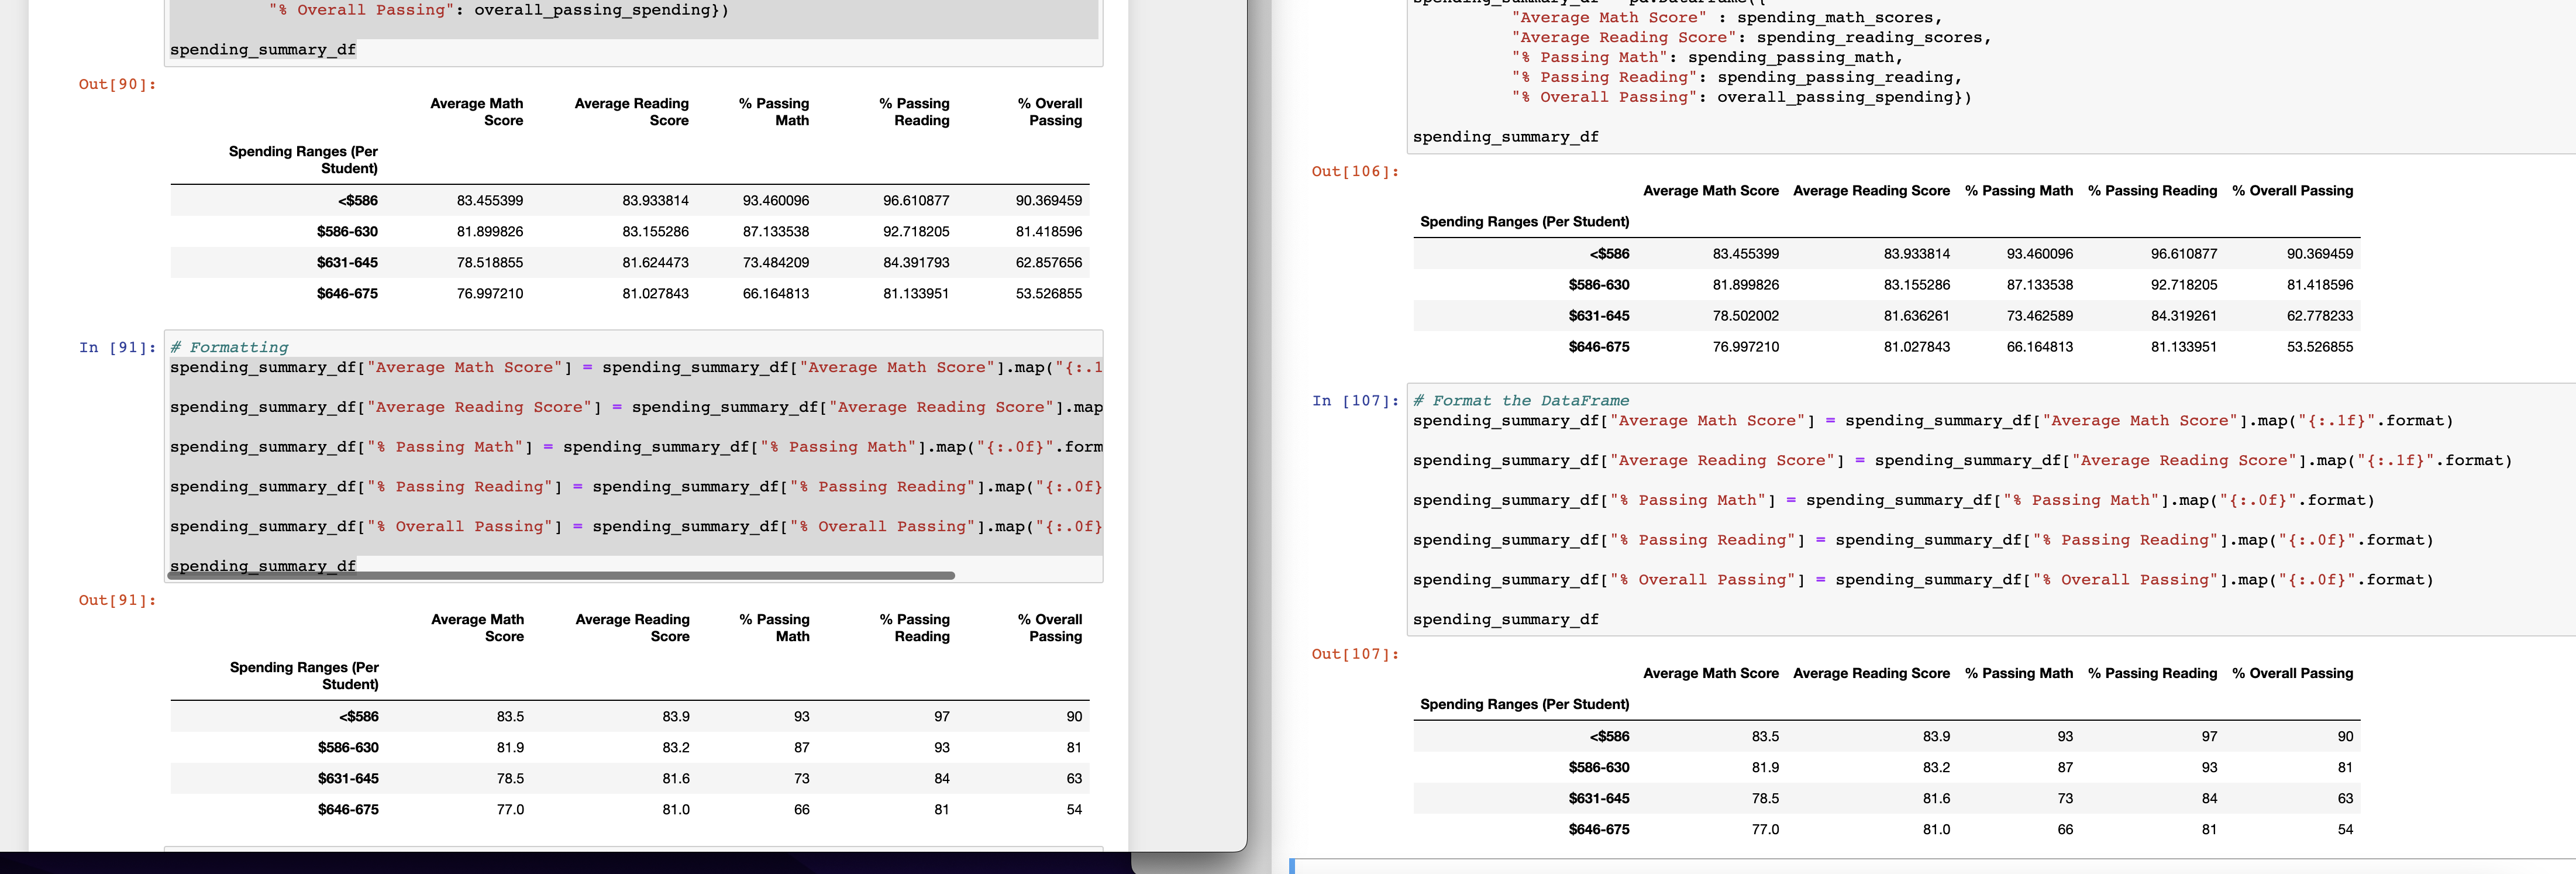 "% Overall Passing": overall_passing_spending})
spending_summary_df
Out[90]:
Average Math Score Average Reading Score % Passing Math % Passing Reading % Overall Passing
Spending Ranges (Per Student)
<$586 83.455399 83.933814 93.460096 96.610877 90.369459
$586-630 81.899826 83.155286 87.133538 92.718205 81.418596
$631-645 78.518855 81.624473 73.484209 84.391793 62.857656
$646-675 76.997210 81.027843 66.164813 81.133951 53.526855
In [91]:
# Formatting
spending_summary_df["Average Math Score"] = spending_summary_df["Average Math Score"].map("{:.1
spending_summary_df["Average Reading Score"] = spending_summary_df["Average Reading Score"].map
spending_summary_df["% Passing Math"] = spending_summary_df["% Passing Math"].map("{:.0f}".form
spending_summary_df["% Passing Reading"] = spending_summary_df["% Passing Reading"].map("{:.0f}
spending_summary_df["% Overall Passing"] = spending_summary_df["% Overall Passing"].map("{:.0f}
spending_summary_df
Out[91]:
Average Math Score Average Reading Score % Passing Math % Passing Reading % Overall Passing
Spending Ranges (Per Student)
<$586 83.5 83.9 93 97 90
$586-630 81.9 83.2 87 93 81
$631-645 78.5 81.6 73 84 63
$646-675 77.0 81.0 66 81 54
"Average Math Score" : spending_math_scores,
"Average Reading Score": spending_reading_scores,
"% Passing Math": spending_passing_math,
"% Passing Reading": spending_passing_reading,
"% Overall Passing": overall_passing_spending})
spending_summary_df
Out[106]:
Average Math Score Average Reading Score % Passing Math % Passing Reading % Overall Passing
Spending Ranges (Per Student)
<$586 83.455399 83.933814 93.460096 96.610877 90.369459
$586-630 81.899826 83.155286 87.133538 92.718205 81.418596
$631-645 78.502002 81.636261 73.462589 84.319261 62.778233
$646-675 76.997210 81.027843 66.164813 81.133951 53.526855
In [107]:
# Format the DataFrame
spending_summary_df["Average Math Score"] = spending_summary_df["Average Math Score"].map("{:.1f}".format)
spending_summary_df["Average Reading Score"] = spending_summary_df["Average Reading Score"].map("{:.1f}".format)
spending_summary_df["% Passing Math"] = spending_summary_df["% Passing Math"].map("{:.0f}".format)
spending_summary_df["% Passing Reading"] = spending_summary_df["% Passing Reading"].map("{:.0f}".format)
spending_summary_df["% Overall Passing"] = spending_summary_df["% Overall Passing"].map("{:.0f}".format)
spending_summary_df
Out[107]:
Average Math Score Average Reading Score % Passing Math % Passing Reading % Overall Passing
Spending Ranges (Per Student)
<$586 83.5 83.9 93 97 90
$586-630 81.9 83.2 87 93 81
$631-645 78.5 81.6 73 84 63
$646-675 77.0 81.0 66 81 54